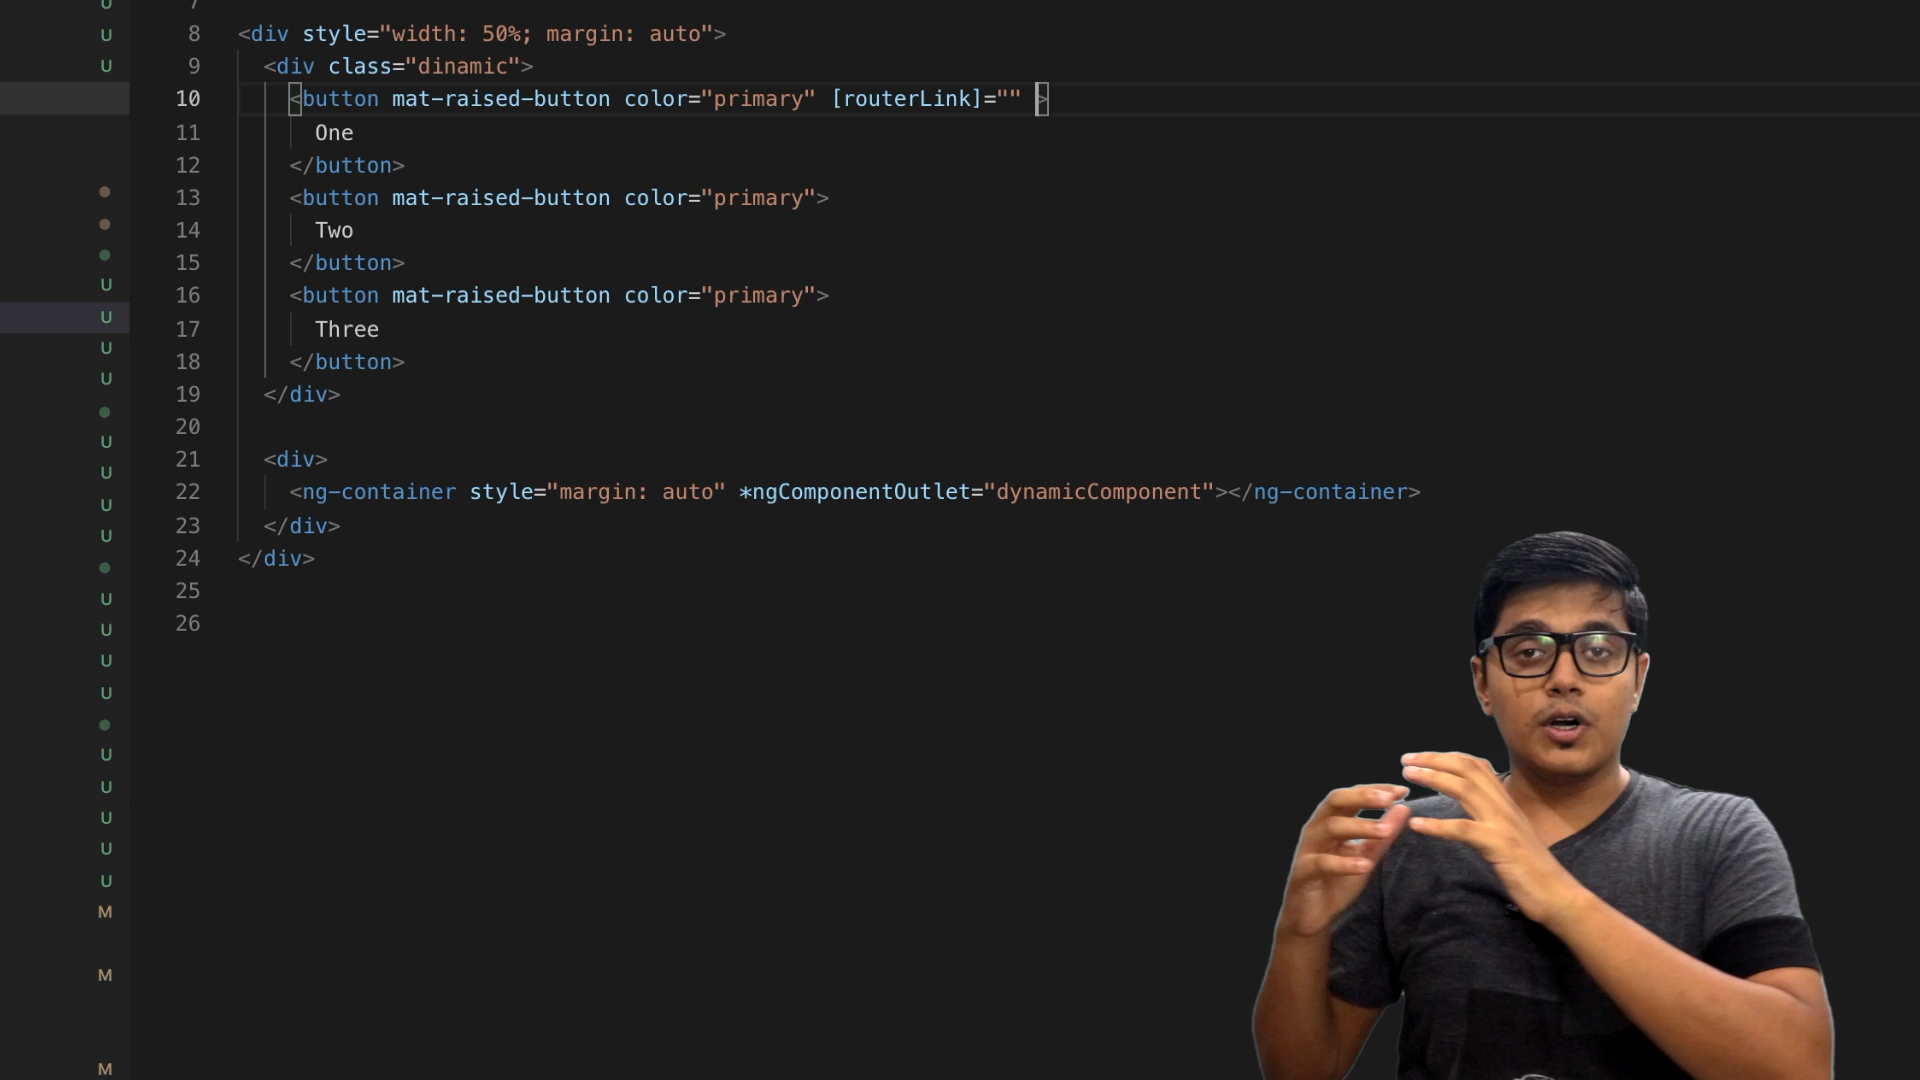 7
U 8 <div style="width: 50%; margin: auto">
U 9 <div class="dinamic">
10 <button mat-raised-button color="primary" [routerLink]="" >
11 One
12 </button>
13 <button mat-raised-button color="primary">
14 Two
15 </button>
U 16 <button mat-raised-button color="primary">
U 17 Three
U 18 </button>
U 19 </div>
20
U 21 <div>
U 22 <ng-container style="margin: auto" *ngComponentOutlet="dynamicComponent"></ng-container>
U 23 </div>
24 </div>
U 25
U 26
U
U
U
U
U
U
U
M
M
M